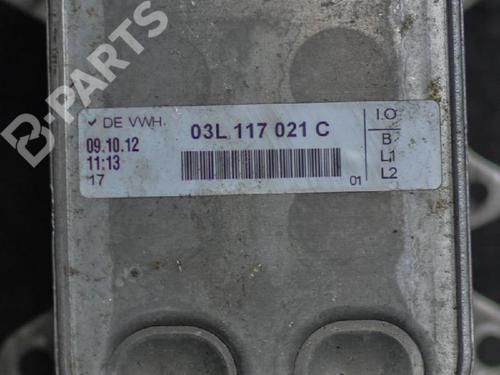 B-PARTS
✓ DE VWH. 03L 117 021 C I.O
09.10.12 B
11:13 L1
17 01 L2